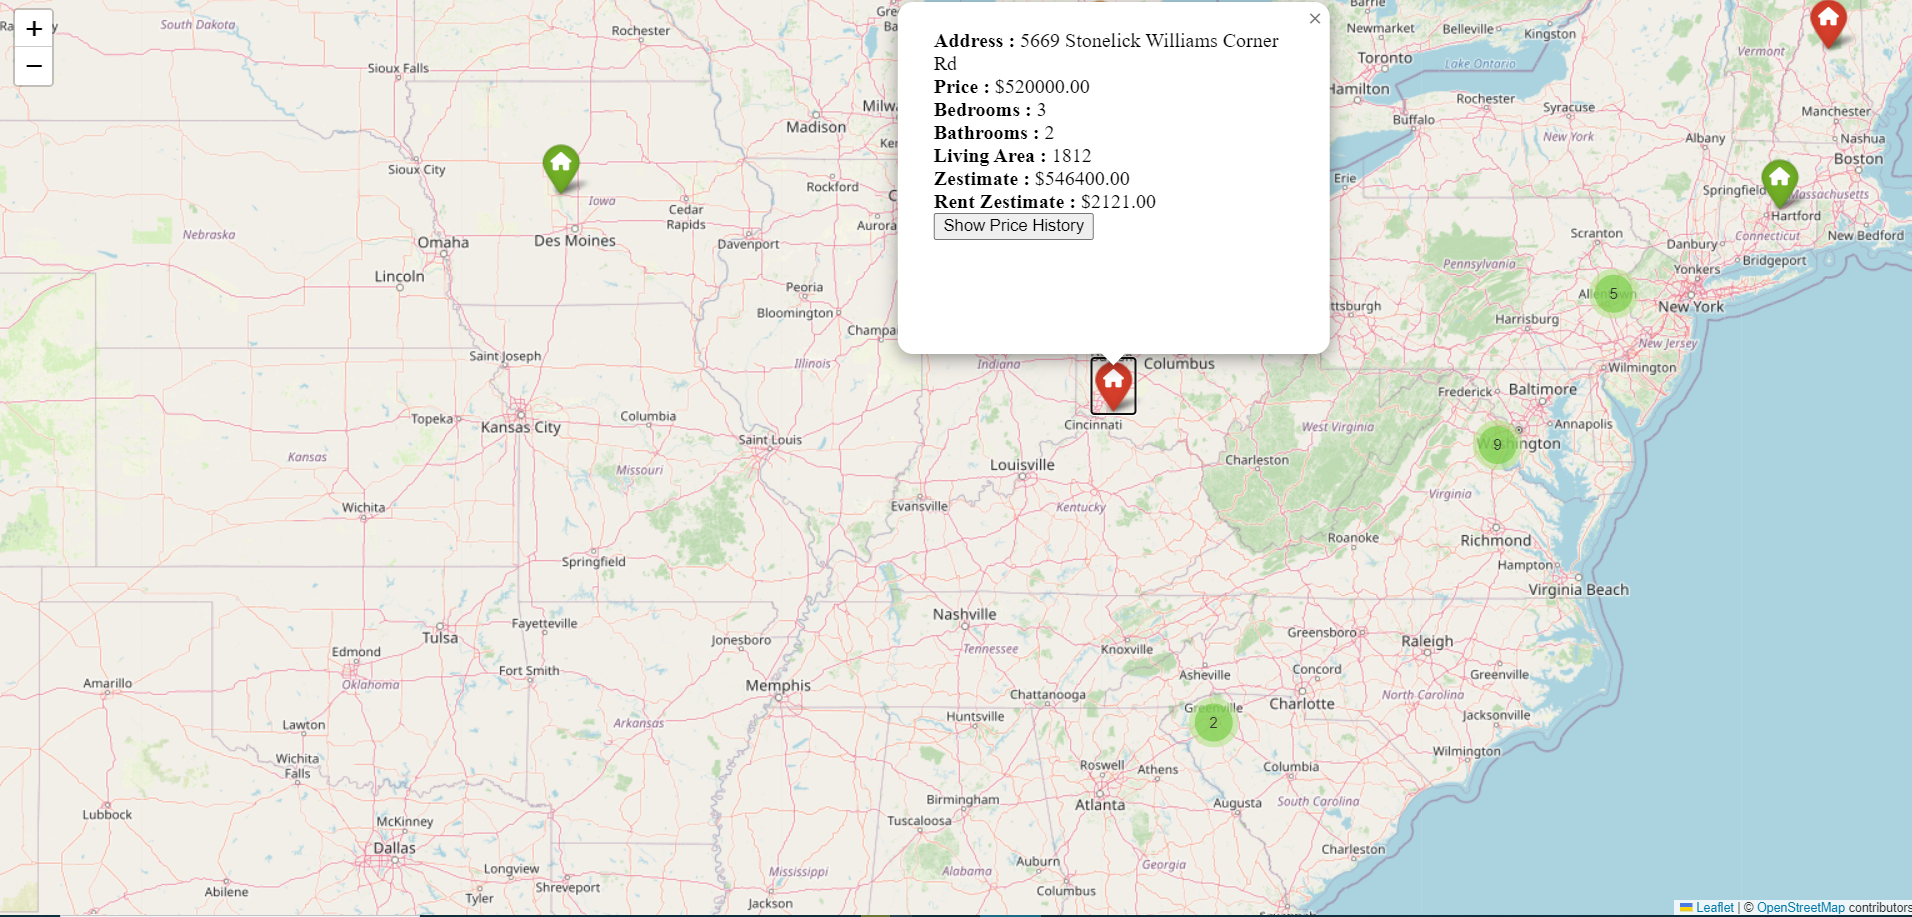 +
−
×
Address : 5669 Stonelick Williams Corner
Rd
Price : $520000.00
Bedrooms : 3
Bathrooms : 2
Living Area : 1812
Zestimate : $546400.00
Rent Zestimate : $2121.00
Show Price History
South Dakota
Rochester
Sioux Falls
Madison
Sioux City
Rockford
Iowa
Cedar
Rapids
Aurora
Nebraska
Omaha
Des Moines
Davenport
Lincoln
Peoria
Bloomington
Saint Joseph
Illinois
Indiana
Columbus
Topeka
Kansas City
Columbia
Saint Louis
Cincinnati
Kansas
Missouri
Louisville
Charleston
West Virginia
Wichita
Evansville
Kentucky
Springfield
Roanoke
Virginia
Richmond
Hampton
Virginia Beach
Nashville
Tulsa
Fayetteville
Jonesboro
Tennessee
Knoxville
Greensboro
Raleigh
Edmond
Oklahoma
Fort Smith
Memphis
Chattanooga
Asheville
Concord
Greenville
Charlotte
North Carolina
Amarillo
Arkansas
Huntsville
Greenville
2
Jacksonville
Lawton
Wichita
Falls
Roswell
Athens
Columbia
Wilmington
Lubbock
Birmingham
Atlanta
Augusta
South Carolina
McKinney
Dallas
Tuscaloosa
Charleston
Abilene
Longview
Tyler
Shreveport
Mississippi
Jackson
Alabama
Auburn
Columbus
Georgia
Barrie
Newmarket
Belleville
Kingston
Toronto
Lake Ontario
Vermont
Hamilton
Rochester
Syracuse
Manchester
Buffalo
New York
Albany
Nashua
Boston
Erie
Springfield
Massachusetts
Hartford
Scranton
Danbury
Connecticut
New Bedford
Pennsylvania
Yonkers
Bridgeport
5
New York
Harrisburg
New Jersey
Wilmington
Frederick
Baltimore
Annapolis
9
Washington
Leaflet | © OpenStreetMap contributors